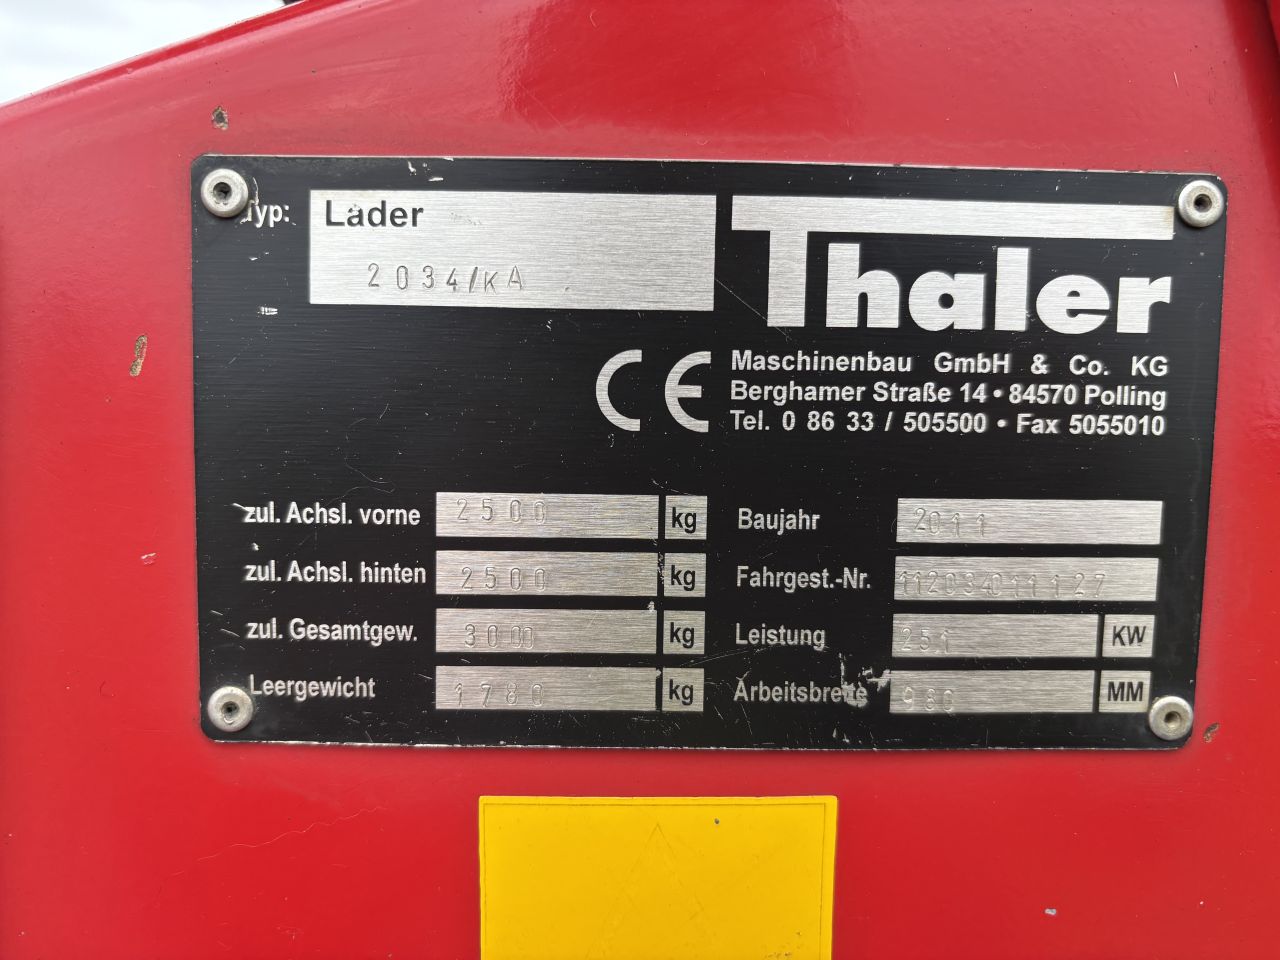 Typ: Lader
2034/KA
Thaler
CE
Maschinenbau GmbH & Co. KG
Berghamer Straße 14 • 84570 Polling
Tel. 0 86 33 / 505500 • Fax 5055010
zul. Achsl. vorne 2500 kg
zul. Achsl. hinten 2500 kg
zul. Gesamtgew. 3000 kg
Leergewicht 1780 kg
Baujahr 2011
Fahrgest.-Nr. 112034011127
Leistung 251 KW
Arbeitsbreite 980 MM